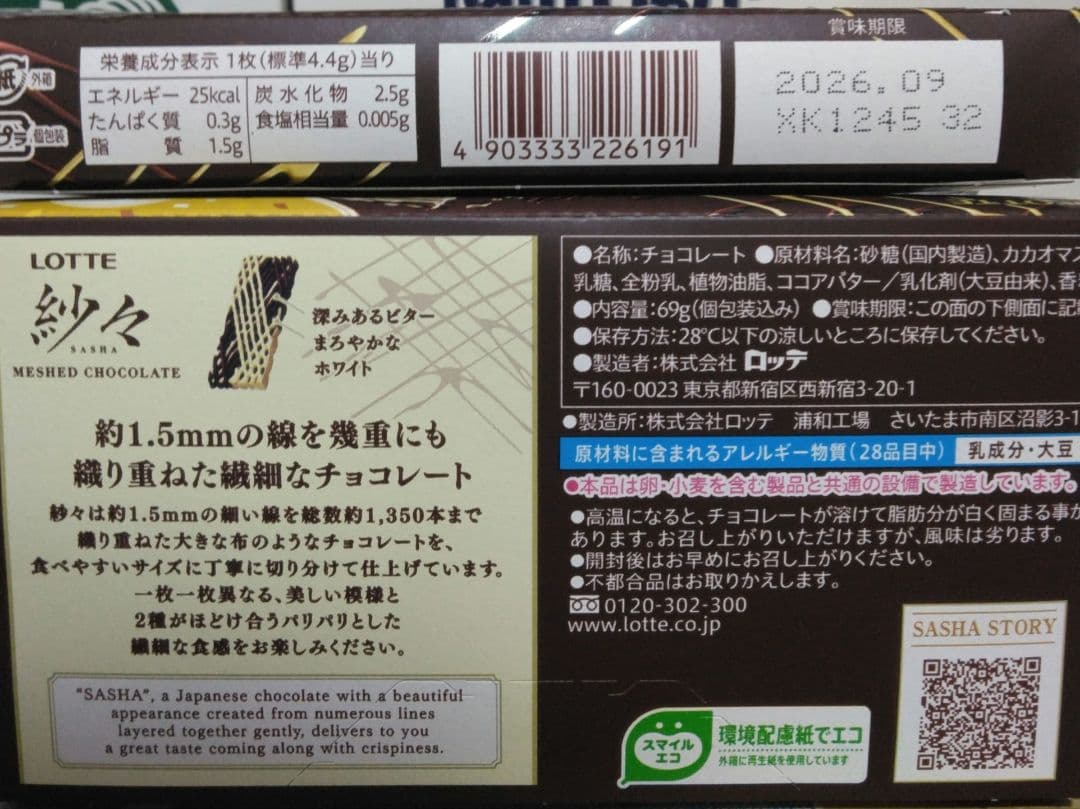 賞味期限
栄養成分表示 1枚(標準4.4g)当り
エネルギー 25kcal
たんぱく質 0.3g
脂質 1.5g
炭水化物 2.5g
食塩相当量 0.005g
紙 外箱
プラ 個包装
4 903333 226191
2026.09
XK1245 32
LOTTE
紗々
SASHA
MESHED CHOCOLATE
深みあるビター
まろやかな
ホワイト
約1.5mmの線を幾重にも
織り重ねた繊細なチョコレート
紗々は約1.5mmの細い線を総数約1,350本まで
織り重ねた大きな布のようなチョコレートを、
食べやすいサイズに丁寧に切り分けて仕上げています。
一枚一枚異なる、美しい模様と
2種がほどけ合うパリパリとした
繊細な食感をお楽しみください。
"SASHA", a Japanese chocolate with a beautiful
appearance created from numerous lines
layered together gently, delivers to you
a great taste coming along with crispiness.
●名称:チョコレート ●原材料名:砂糖(国内製造)、カカオマス
乳糖、全粉乳、植物油脂、ココアバター/乳化剤(大豆由来)、香
●内容量:69g(個包装込み) ●賞味期限:この面の下側面に記
●保存方法:28℃以下の涼しいところに保存してください。
●製造者:株式会社 ロッテ
〒160-0023 東京都新宿区西新宿3-20-1
●製造所:株式会社ロッテ 浦和工場 さいたま市南区沼影3-1
原材料に含まれるアレルギー物質(28品目中) 乳成分・大豆
●本品は卵・小麦を含む製品と共通の設備で製造しています。
●高温になると、チョコレートが溶けて脂肪分が白く固まる事が
あります。お召し上がりいただけますが、風味は劣ります。
●開封後はお早めにお召し上がりください。
●不都合品はお取りかえします。
0120-302-300
www.lotte.co.jp
SASHA STORY
スマイル
エコ
環境配慮紙でエコ
外箱に再生紙を使用しています